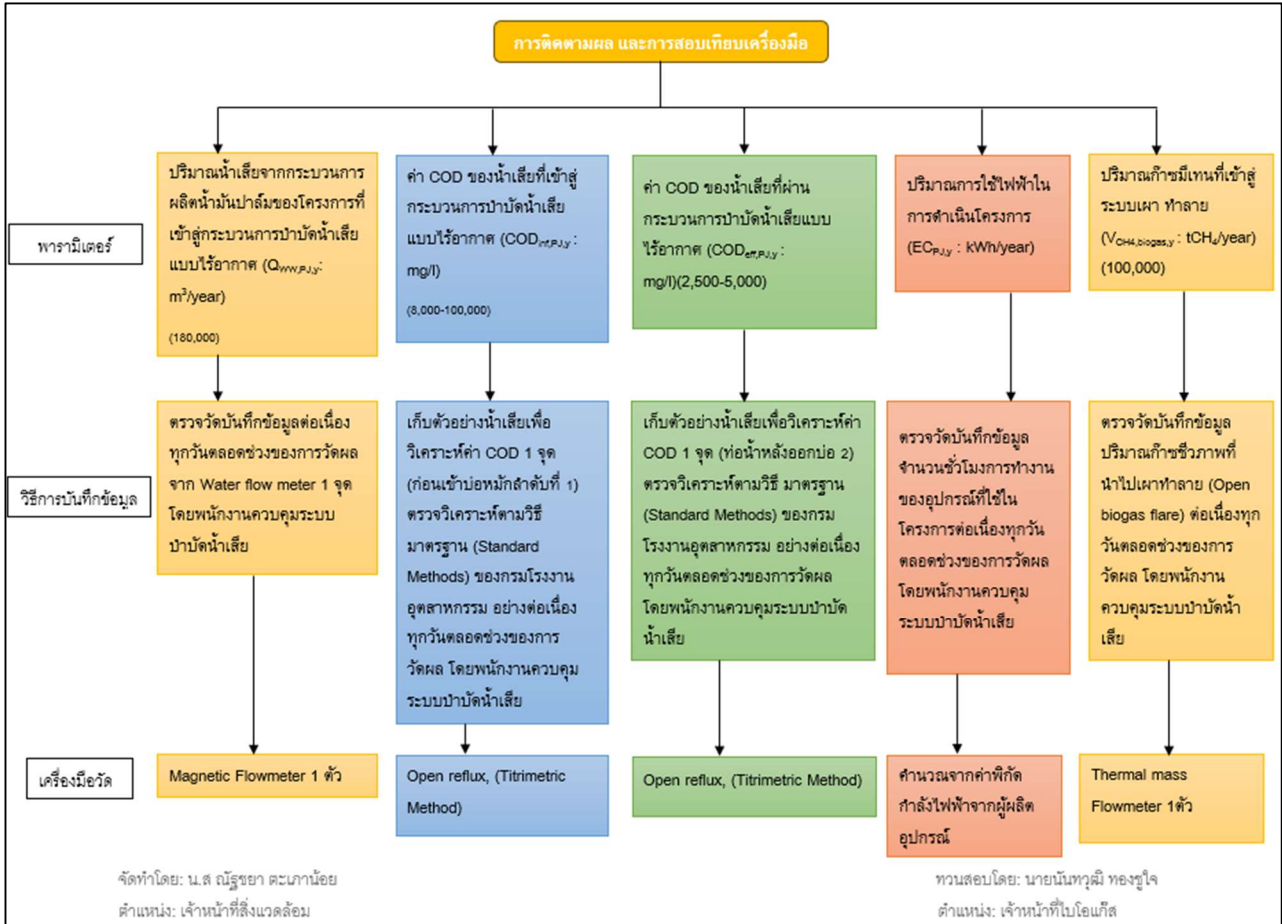 การติดตามผล และการสอบเทียบเครื่องมือ
พารามิเตอร์
ปริมาณน้ำเสียจากกระบวนการ
ผลิตน้ำมันปาล์มของโครงการที่
เข้าสู่กระบวนการบำบัดน้ำเสีย
แบบไร้อากาศ (QWW,PJ,y:
m³/year)
(180,000)
ค่า COD ของน้ำเสียที่เข้าสู่
กระบวนการบำบัดน้ำเสีย
แบบไร้อากาศ (CODinf,PJ,y :
mg/l)
(8,000-100,000)
ค่า COD ของน้ำเสียที่ผ่าน
กระบวนการบำบัดน้ำเสียแบบ
ไร้อากาศ (CODeff,PJ,y :
mg/l)(2,500-5,000)
ปริมาณการใช้ไฟฟ้าใน
การดำเนินโครงการ
(ECPJ,y : kWh/year)
ปริมาณก๊าซมีเทนที่เข้าสู่
ระบบเผา ทำลาย
(VCH4,biogas,y : tCH₄/year)
(100,000)
วิธีการบันทึกข้อมูล
ตรวจวัดบันทึกข้อมูลต่อเนื่อง
ทุกวันตลอดช่วงของการวัดผล
จาก Water flow meter 1 จุด
โดยพนักงานควบคุมระบบ
บำบัดน้ำเสีย
เก็บตัวอย่างน้ำเสียเพื่อ
วิเคราะห์ค่า COD 1 จุด
(ก่อนเข้าบ่อหมักลำดับที่ 1)
ตรวจวิเคราะห์ตามวิธี
มาตรฐาน (Standard
Methods) ของกรมโรงงาน
อุตสาหกรรม อย่างต่อเนื่อง
ทุกวันตลอดช่วงของการ
วัดผล โดยพนักงานควบคุม
ระบบบำบัดน้ำเสีย
เก็บตัวอย่างน้ำเสียเพื่อวิเคราะห์ค่า
COD 1 จุด (ท่อน้ำหลังออกบ่อ 2)
ตรวจวิเคราะห์ตามวิธี มาตรฐาน
(Standard Methods) ของกรม
โรงงานอุตสาหกรรม อย่างต่อเนื่อง
ทุกวันตลอดช่วงของการวัดผล
โดยพนักงานควบคุมระบบบำบัด
น้ำเสีย
ตรวจวัดบันทึกข้อมูล
จำนวนชั่วโมงการทำงาน
ของอุปกรณ์ที่ใช้ใน
โครงการต่อเนื่องทุกวัน
ตลอดช่วงของการวัดผล
โดยพนักงานควบคุม
ระบบบำบัดน้ำเสีย
ตรวจวัดบันทึกข้อมูล
ปริมาณก๊าซชีวภาพที่
นำไปเผาทำลาย (Open
biogas flare) ต่อเนื่องทุก
วันตลอดช่วงของการ
วัดผล โดยพนักงาน
ควบคุมระบบบำบัดน้ำ
เสีย
เครื่องมือวัด
Magnetic Flowmeter 1 ตัว
Open reflux, (Titrimetric
Method)
Open reflux, (Titrimetric Method)
คำนวณจากค่าพิกัด
กำลังไฟฟ้าจากผู้ผลิต
อุปกรณ์
Thermal mass
Flowmeter 1ตัว
จัดทำโดย: น.ส ณัฐชยา ตะเภาน้อย
ตำแหน่ง: เจ้าหน้าที่สิ่งแวดล้อม
ทวนสอบโดย: นายนันทวุฒิ ทองชูใจ
ตำแหน่ง: เจ้าหน้าที่ไบโอแก๊ส